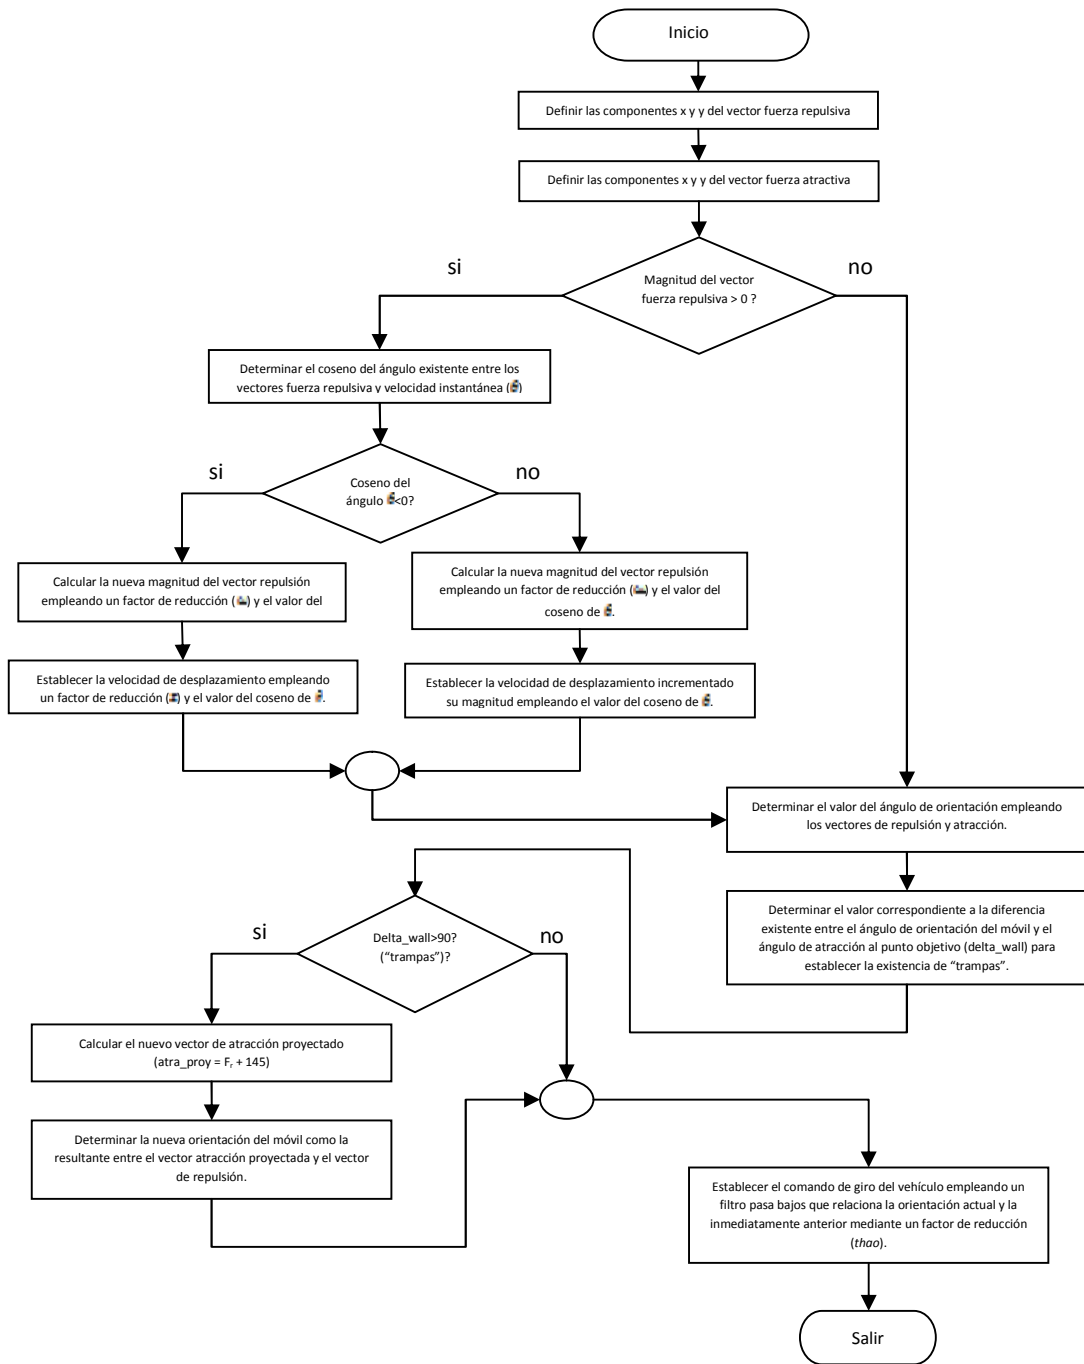 Inicio
Definir las componentes x y y del vector fuerza repulsiva
Definir las componentes x y y del vector fuerza atractiva
si
no
Magnitud del vector
fuerza repulsiva > 0 ?
Determinar el coseno del ángulo existente entre los
vectores fuerza repulsiva y velocidad instantánea ( )
si
no
Coseno del
ángulo <0?
Calcular la nueva magnitud del vector repulsión
empleando un factor de reducción ( ) y el valor del
Calcular la nueva magnitud del vector repulsión
empleando un factor de reducción ( ) y el valor del
coseno de .
Establecer la velocidad de desplazamiento empleando
un factor de reducción ( ) y el valor del coseno de .
Establecer la velocidad de desplazamiento incrementado
su magnitud empleando el valor del coseno de .
Determinar el valor del ángulo de orientación empleando
los vectores de repulsión y atracción.
Determinar el valor correspondiente a la diferencia
existente entre el ángulo de orientación del móvil y el
ángulo de atracción al punto objetivo (delta_wall) para
establecer la existencia de “trampas”.
si
no
Delta_wall>90?
(“trampas”)?
Calcular el nuevo vector de atracción proyectado
(atra_proy = Fr + 145)
Determinar la nueva orientación del móvil como la
resultante entre el vector atracción proyectada y el vector
de repulsión.
Establecer el comando de giro del vehículo empleando un
filtro pasa bajos que relaciona la orientación actual y la
inmediatamente anterior mediante un factor de reducción
(thao).
Salir